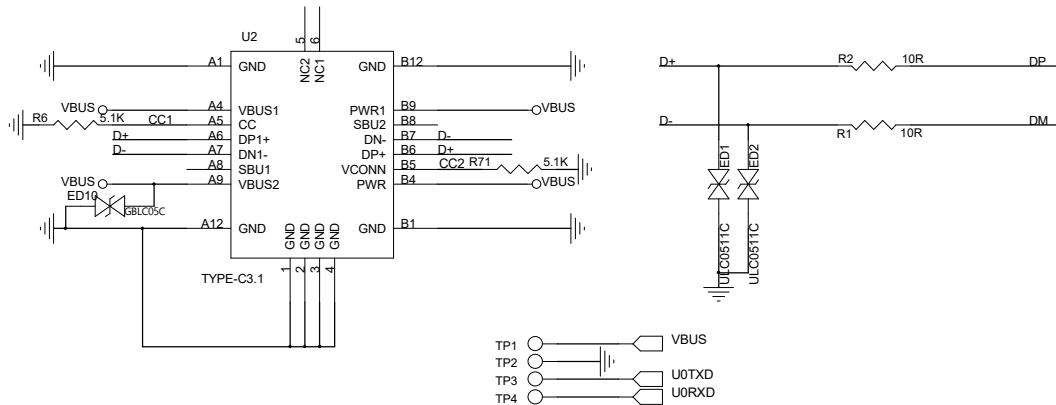 U2
5
6
NC2
NC1
A1
GND
GND
B12
VBUS
A4
VBUS1
PWR1
B9
VBUS
R6
5.1K
CC1
A5
CC
SBU2
B8
D+
A6
DP1+
DN-
B7
D-
D-
A7
DN1-
DP+
B6
D+
A8
SBU1
VCONN
B5
CC2
R71
5.1K
VBUS
A9
VBUS2
PWR
B4
VBUS
ED10
GBLC05C
A12
GND
GND
B1
GND
GND
GND
GND
1
2
3
4
TYPE-C3.1
D+
R2
10R
DP
D-
R1
10R
DM
ED1
ED2
ULC0511C
ULC0511C
TP1
VBUS
TP2
TP3
U0TXD
TP4
U0RXD